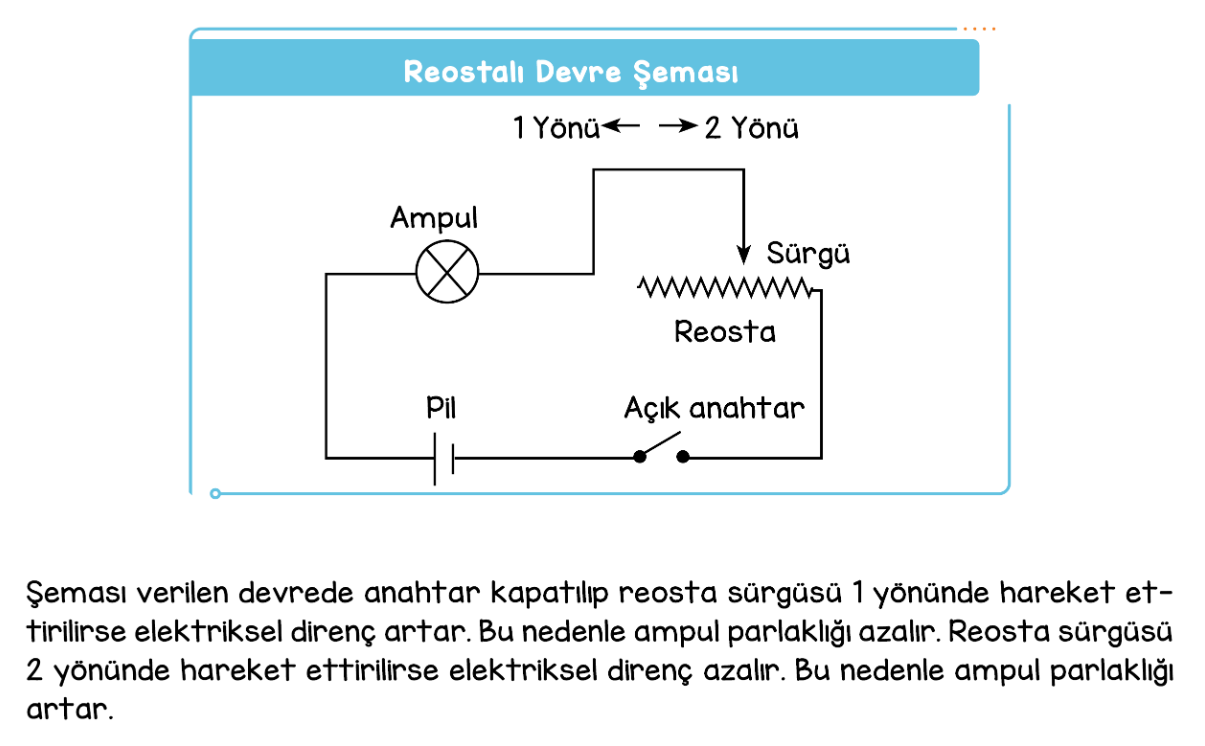 Reostalı Devre Şeması
1 Yönü 2 Yönü
Ampul
Sürgü
Reosta
Pil
Açık anahtar
Şeması verilen devrede anahtar kapatılıp reosta sürgüsü 1 yönünde hareket et-
tirilirse elektriksel direnç artar. Bu nedenle ampul parlaklığı azalır. Reosta sürgüsü
2 yönünde hareket ettirilirse elektriksel direnç azalır. Bu nedenle ampul parlaklığı
artar.